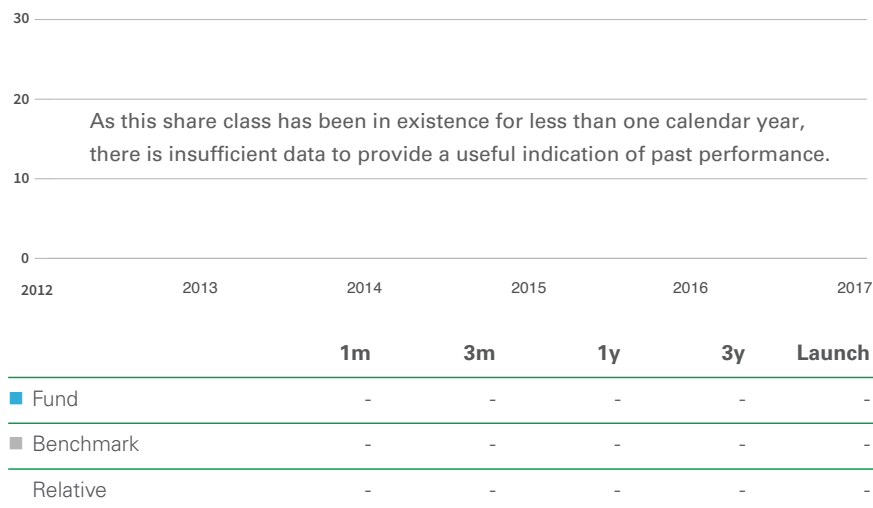 30
20
As this share class has been in existence for less than one calendar year,
there is insufficient data to provide a useful indication of past performance.
10
0
2012 2013 2014 2015 2016 2017
1m 3m 1y 3y Launch
Fund - - - - -
Benchmark - - - - -
Relative - - - - -